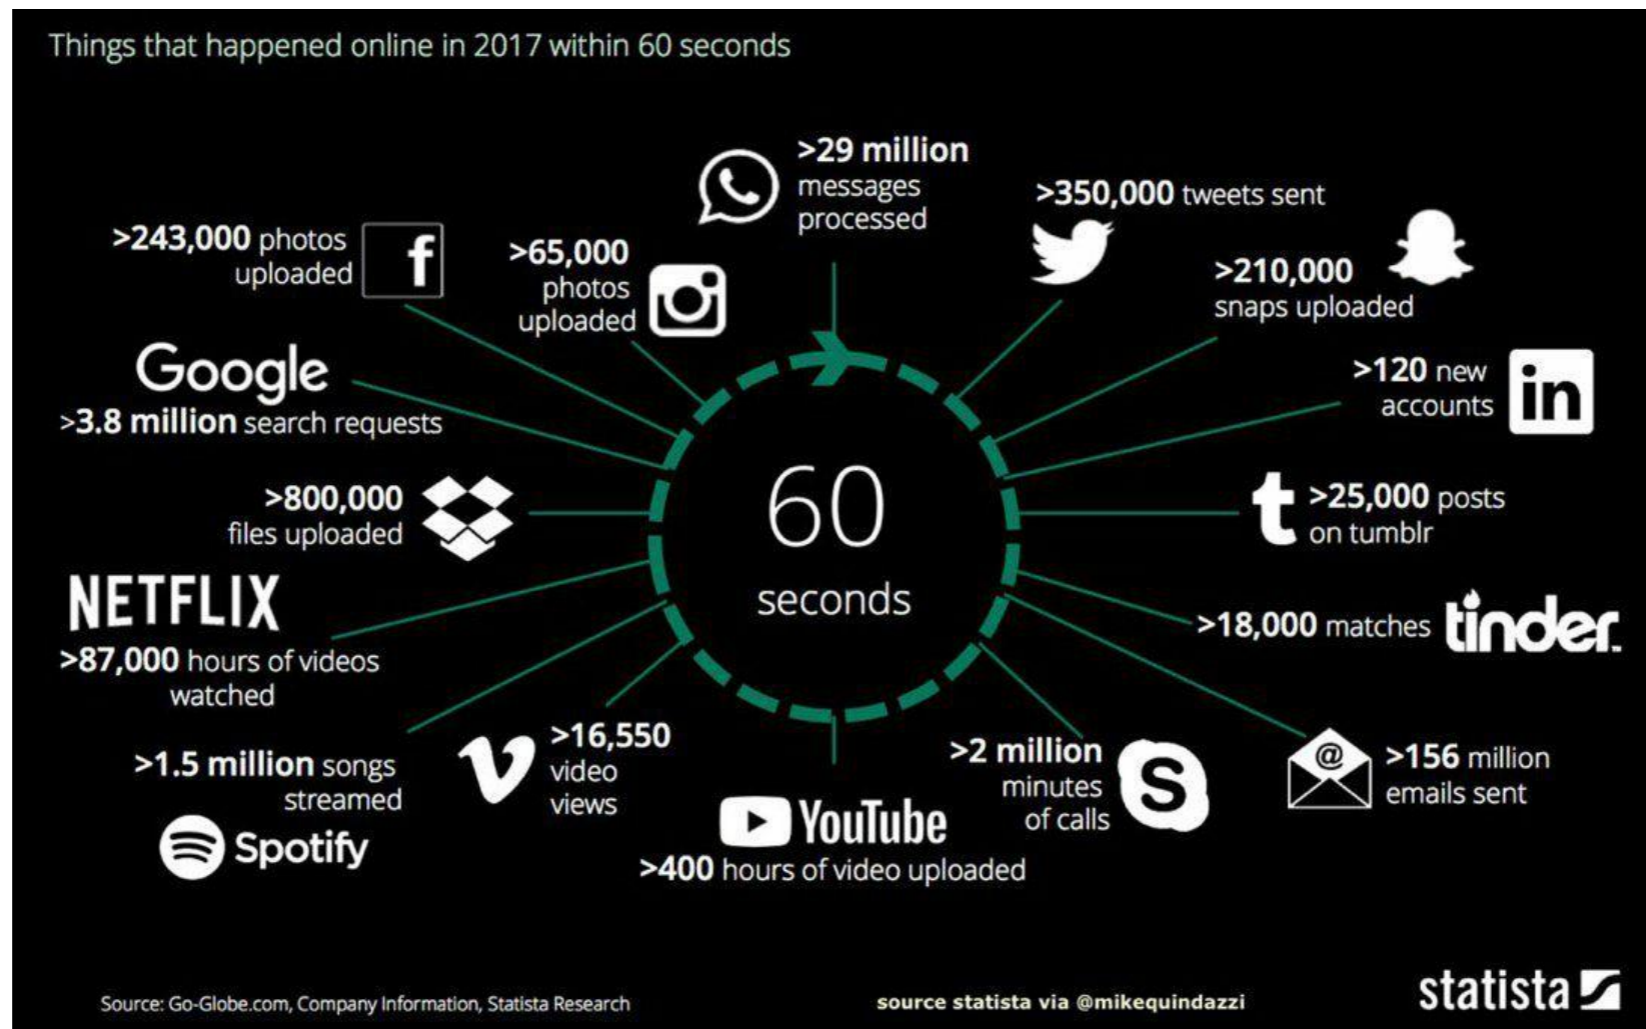 Things that happened online in 2017 within 60 seconds
>29 million
messages
processed
>350,000 tweets sent
>243,000 photos
uploaded
f
>65,000
photos
uploaded
>210,000
snaps uploaded
Google
>3.8 million search requests
>120 new
accounts
in
>800,000
files uploaded
60
seconds
t
>25,000 posts
on tumblr
NETFLIX
>87,000 hours of videos
watched
>18,000 matches
tinder.
>1.5 million songs
streamed
Spotify
>16,550
video
views
YouTube
>400 hours of video uploaded
>2 million
minutes
of calls
S
@
>156 million
emails sent
Source: Go-Globe.com, Company Information, Statista Research
source statista via @mikequindazzi
statista